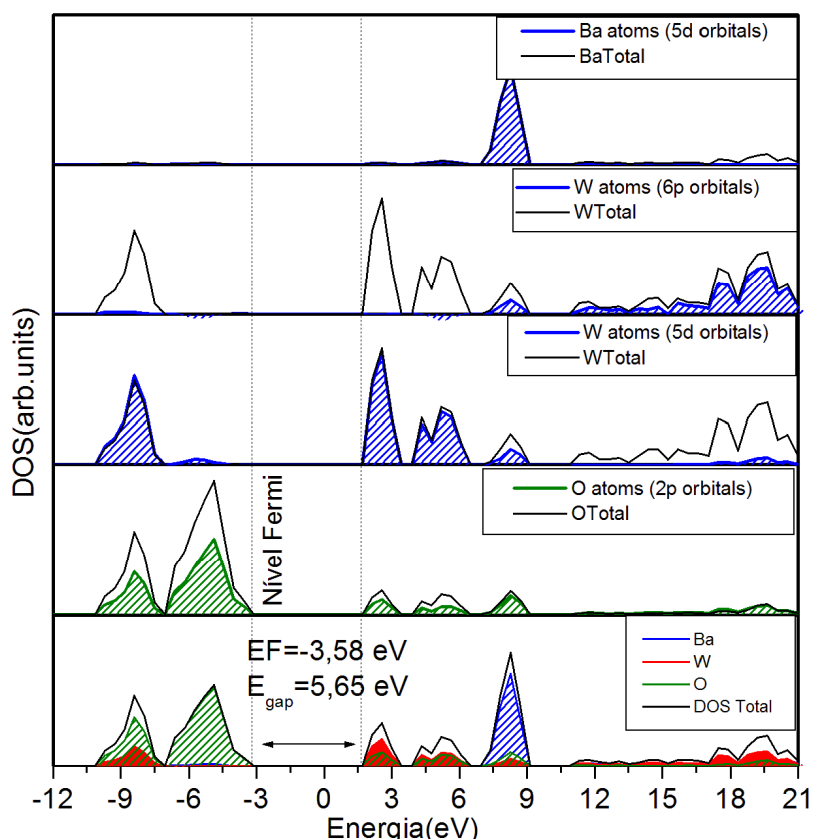 Ba atoms (5d orbitals)
BaTotal
W atoms (6p orbitals)
WTotal
W atoms (5d orbitals)
WTotal
O atoms (2p orbitals)
OTotal
DOS(arb.units)
Nível Fermi
EF=-3,58 eV
E_gap=5,65 eV
Ba
W
O
DOS Total
-12 -9 -6 -3 0 3 6 9 12 15 18 21
Energia(eV)